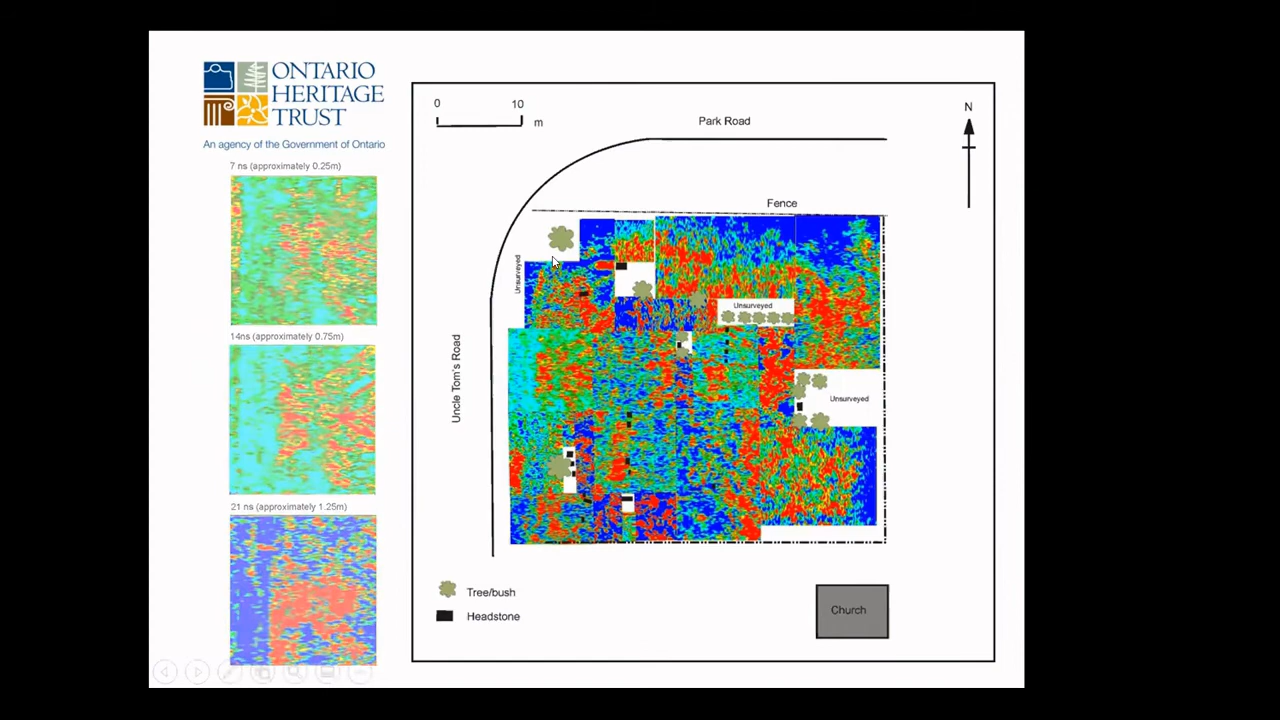 ONTARIO
HERITAGE
TRUST
An agency of the Government of Ontario
7 ns (approximately 0.25m)
14ns (approximately 0.75m)
21 ns (approximately 1.25m)
0 10
m
Park Road
N
Fence
Unsurveyed
Unsurveyed
Unsurveyed
Uncle Tom's Road
Tree/bush
Headstone
Church